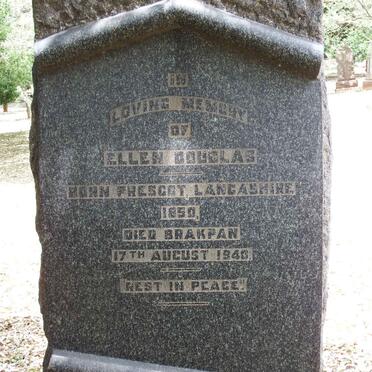 IN
LOVING MEMORY
OF
ELLEN DOUGLAS
BORN PRESCOT, LANCASHIRE
1850,
DIED BRAKPAN
17TH AUGUST 1940
"REST IN PEACE"